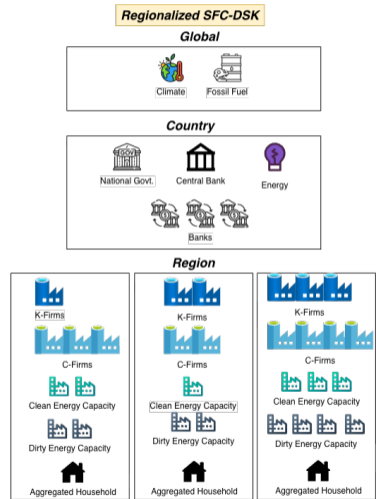 Regionalized SFC-DSK
Global
Climate
Fossil Fuel
Country
GOV
National Govt.
Central Bank
Energy
Banks
Region
K-Firms
C-Firms
Clean Energy Capacity
Dirty Energy Capacity
Aggregated Household
K-Firms
C-Firms
Clean Energy Capacity
Dirty Energy Capacity
Aggregated Household
K-Firms
C-Firms
Clean Energy Capacity
Dirty Energy Capacity
Aggregated Household